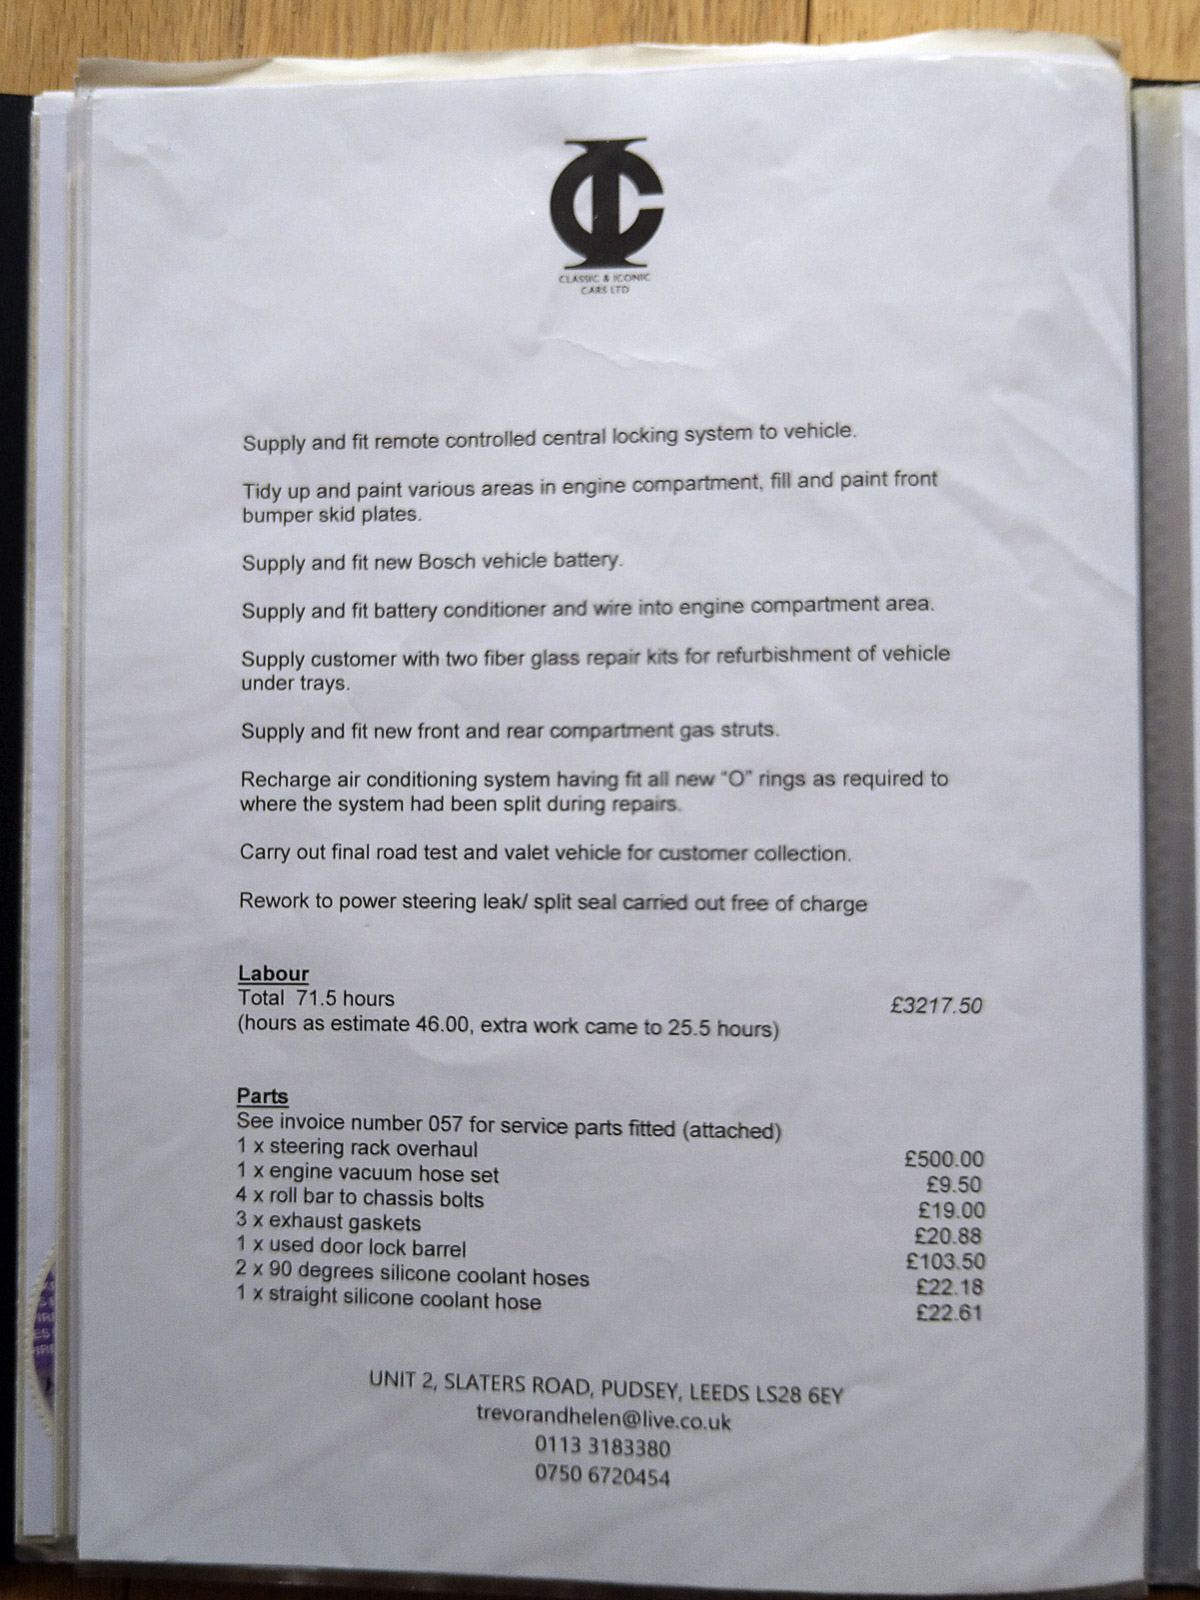 CLASSIC & ICONIC
CARS LTD
Supply and fit remote controlled central locking system to vehicle.
Tidy up and paint various areas in engine compartment, fill and paint front
bumper skid plates.
Supply and fit new Bosch vehicle battery.
Supply and fit battery conditioner and wire into engine compartment area.
Supply customer with two fiber glass repair kits for refurbishment of vehicle
under trays.
Supply and fit new front and rear compartment gas struts.
Recharge air conditioning system having fit all new “O” rings as required to
where the system had been split during repairs.
Carry out final road test and valet vehicle for customer collection.
Rework to power steering leak/ split seal carried out free of charge
Labour
Total 71.5 hours £3217.50
(hours as estimate 46.00, extra work came to 25.5 hours)
Parts
See invoice number 057 for service parts fitted (attached)
1 x steering rack overhaul £500.00
1 x engine vacuum hose set £9.50
4 x roll bar to chassis bolts £19.00
3 x exhaust gaskets £20.88
1 x used door lock barrel £103.50
2 x 90 degrees silicone coolant hoses £22.18
1 x straight silicone coolant hose £22.61
UNIT 2, SLATERS ROAD, PUDSEY, LEEDS LS28 6EY
trevorandhelen@live.co.uk
0113 3183380
0750 6720454